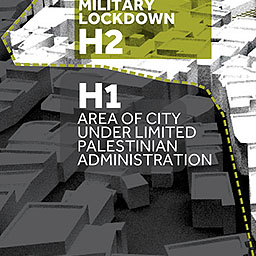 MILITARY
LOCKDOWN
H2
H1
AREA OF CITY
UNDER LIMITED
PALESTINIAN
ADMINISTRATION